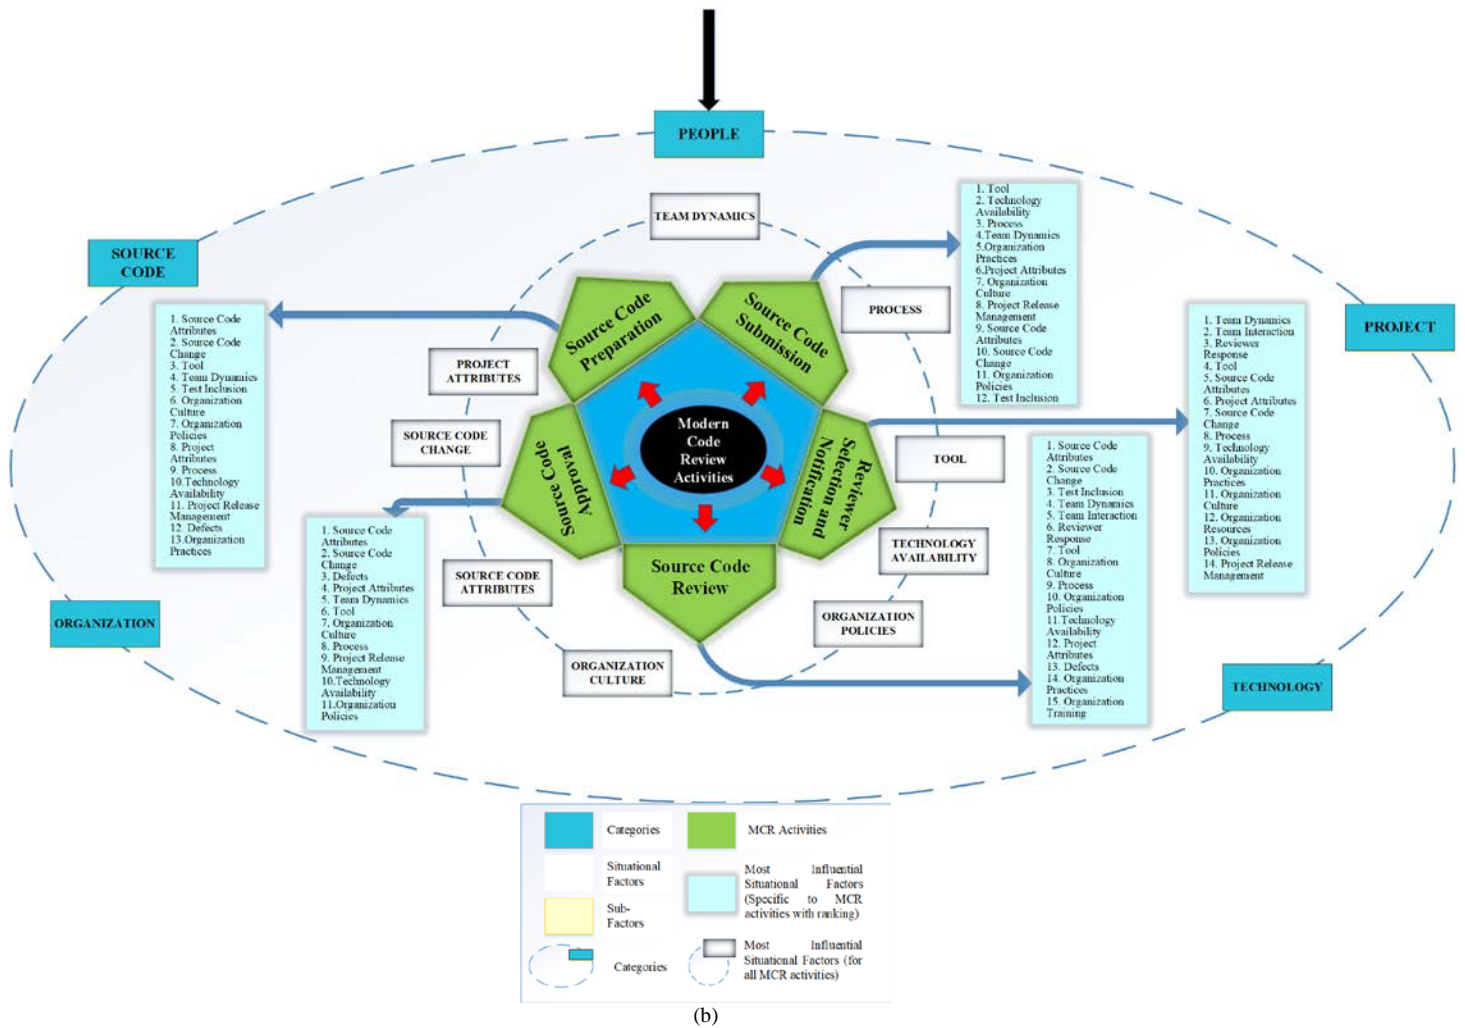 PEOPLE
TEAM DYNAMICS
SOURCE
CODE
PROJECT
ORGANIZATION
TECHNOLOGY
PROCESS
TOOL
TECHNOLOGY
AVAILABILITY
ORGANIZATION
POLICIES
ORGANIZATION
CULTURE
SOURCE CODE
ATTRIBUTES
SOURCE CODE
CHANGE
PROJECT
ATTRIBUTES
Modern
Code
Review
Activities
Source Code
Preparation
Source Code
Submission
Reviewer
Selection and
Notification
Source Code
Review
Source Code
Approval
1. Source Code
Attributes
2. Source Code
Change
3. Tool
4. Team Dynamics
5. Test Inclusion
6. Organization
Culture
7. Organization
Policies
8. Project
Attributes
9. Process
10.Technology
Availability
11. Project Release
Management
12. Defects
13.Organization
Practices
1. Tool
2. Technology
Availability
3. Process
4.Team Dynamics
5.Organization
Practices
6.Project Attributes
7. Organization
Culture
8. Project Release
Management
9. Source Code
Attributes
10. Source Code
Change
11. Organization
Policies
12. Test Inclusion
1. Team Dynamics
2. Team Interaction
3. Reviewer
Response
4. Tool
5. Source Code
Attributes
6. Project Attributes
7. Source Code
Change
8. Process
9. Technology
Availability
10. Organization
Practices
11. Organization
Culture
12. Organization
Resources
13. Organization
Policies
14. Project Release
Management
1. Source Code
Attributes
2. Source Code
Change
3. Test Inclusion
4. Team Dynamics
5. Team Interaction
6. Reviewer
Response
7. Tool
8. Organization
Culture
9. Process
10. Organization
Policies
11.Technology
Availability
12. Project
Attributes
13. Defects
14. Organization
Practices
15. Organization
Training
1. Source Code
Attributes
2. Source Code
Change
3. Defects
4. Project Attributes
5. Team Dynamics
6. Tool
7. Organization
Culture
8. Process
9. Project Release
Management
10.Technology
Availability
11.Organization
Policies
Categories
Situational
Factors
Sub-
Factors
Categories
MCR Activities
Most Influential
Situational Factors
(Specific to MCR
activities with ranking)
Most Influential
Situational Factors (for
all MCR activities)
(b)